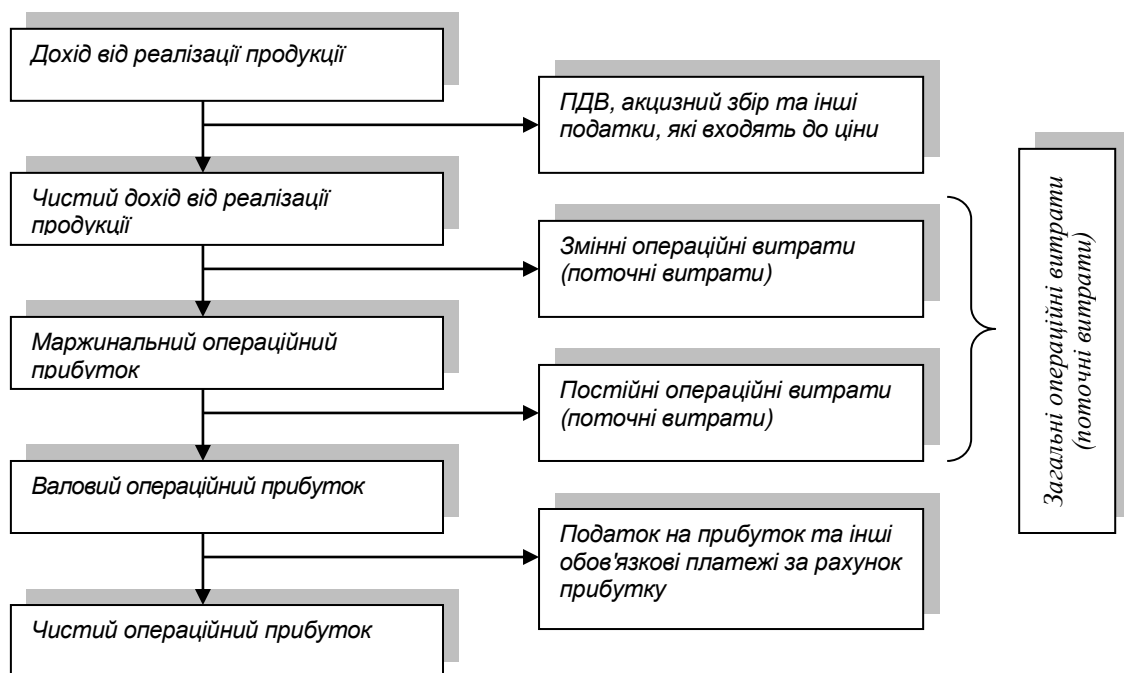 Дохід від реалізації продукції
ПДВ, акцизний збір та інші
податки, які входять до ціни
Чистий дохід від реалізації
продукції
Змінні операційні витрати
(поточні витрати)
Маржинальний операційний
прибуток
Постійні операційні витрати
(поточні витрати)
Валовий операційний прибуток
Податок на прибуток та інші
обов'язкові платежі за рахунок
прибутку
Чистий операційний прибуток
Загальні операційні витрати
(поточні витрати)